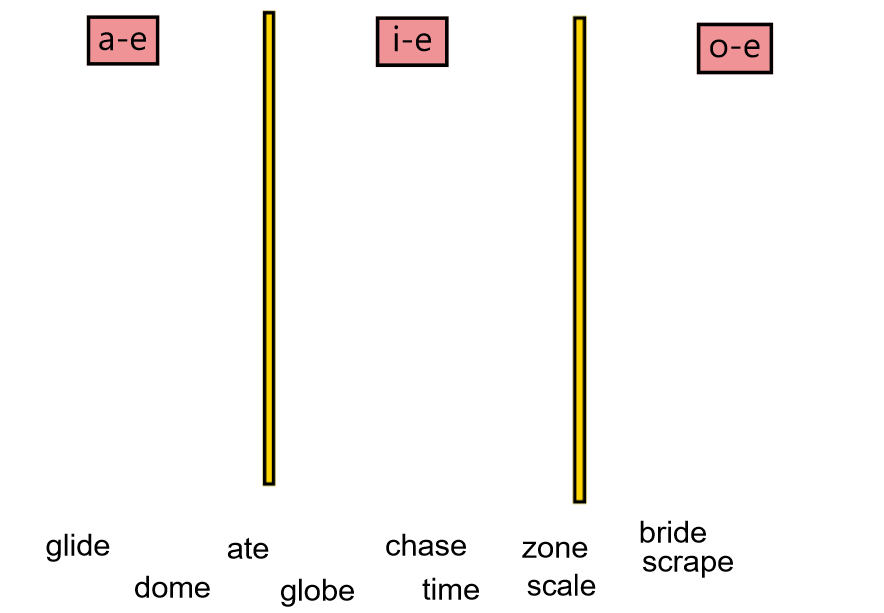 a-e i-e o-e
glide ate chase zone bride
scrape
dome globe time scale